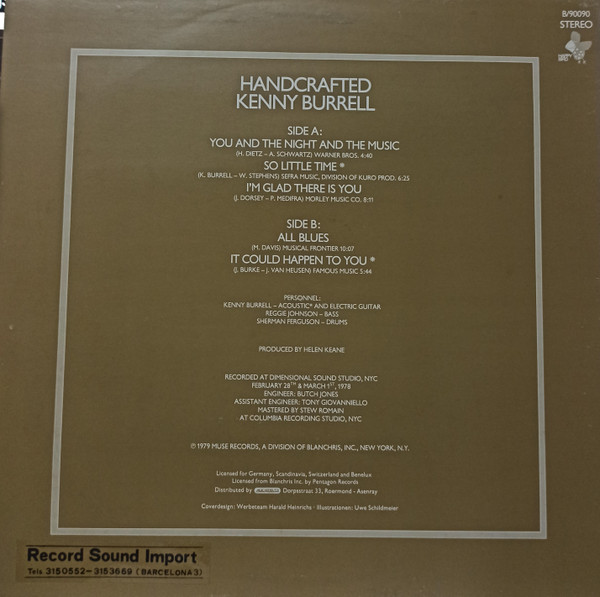 B/90090
STEREO
HANDCRAFTED
KENNY BURRELL
SIDE A:
YOU AND THE NIGHT AND THE MUSIC
(H. DIETZ – A. SCHWARTZ) WARNER BROS. 4:40
SO LITTLE TIME *
(K. BURRELL – W. STEPHENS) SEFRA MUSIC, DIVISION OF KURO PROD. 6:25
I'M GLAD THERE IS YOU
(J. DORSEY – P. MEDIFRA) MORLEY MUSIC CO. 8:11
SIDE B:
ALL BLUES
(M. DAVIS) MUSICAL FRONTIER 10:07
IT COULD HAPPEN TO YOU *
(J. BURKE – J. VAN HEUSEN) FAMOUS MUSIC 5:44
PERSONNEL:
KENNY BURRELL – ACOUSTIC* AND ELECTRIC GUITAR
REGGIE JOHNSON – BASS
SHERMAN FERGUSON – DRUMS
PRODUCED BY HELEN KEANE
RECORDED AT DIMENSIONAL SOUND STUDIO, NYC
FEBRUARY 28TH & MARCH 1ST, 1978
ENGINEER: BUTCH JONES
ASSISTANT ENGINEER: TONY GIOVANNIELLO
MASTERED BY STEW ROMAIN
AT COLUMBIA RECORDING STUDIO, NYC
℗ 1979 MUSE RECORDS, A DIVISION OF BLANCHRIS, INC., NEW YORK, N.Y.
Licensed for Germany, Scandinavia, Switzerland and Benelux
Licensed from Blanchris Inc. by Pentagon Records
Distributed by Dorpsstraat 33, Roermond - Asenray
Coverdesign: Werbeteam Harald Heinrichs · Illustrationen: Uwe Schildmeier
Record Sound Import
Tels. 3150552–3153669 (BARCELONA 3)